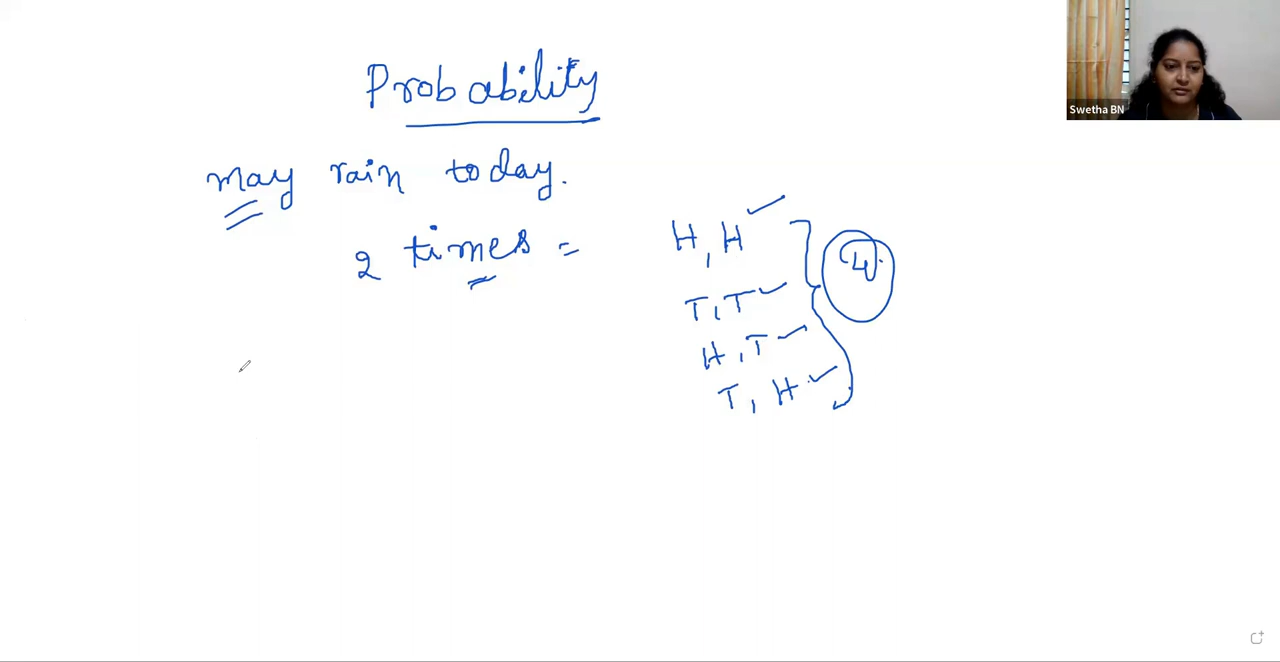 Probability
Swetha BN
may rain today.
2 times =
H, H ✓
4
T, T ✓
H, T ✓
T, H ✓